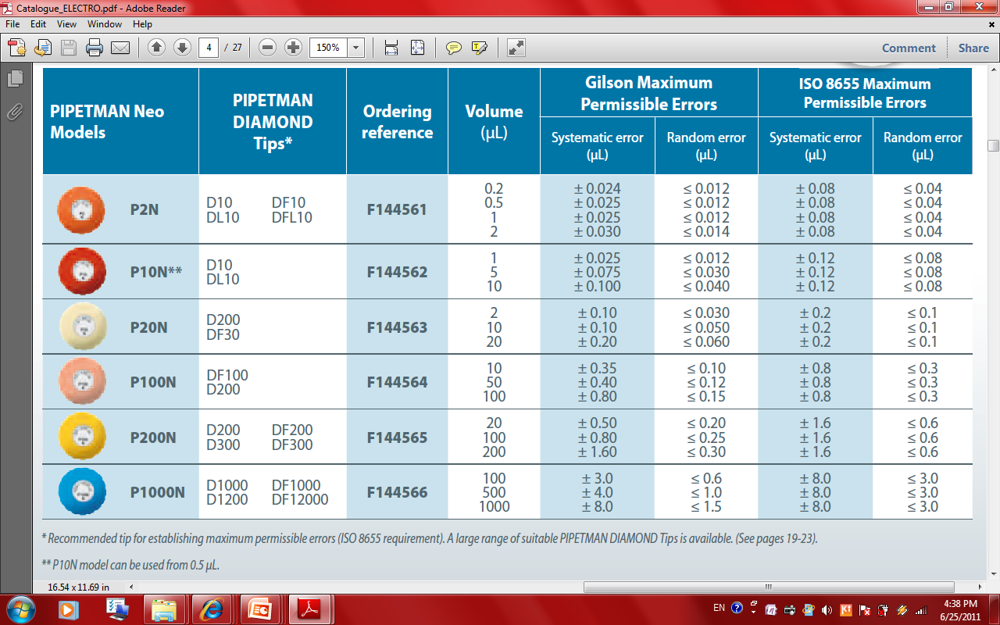 Catalogue_ELECTRO.pdf - Adobe Reader
File Edit View Window Help
4 / 27 150% Comment Share
PIPETMAN Neo Models
PIPETMAN DIAMOND Tips*
Ordering reference
Volume (µL)
Gilson Maximum Permissible Errors
ISO 8655 Maximum Permissible Errors
Systematic error (µL) Random error (µL) Systematic error (µL) Random error (µL)
P2N
D10 DF10
DL10 DFL10
F144561
0.2 ± 0.024 ≤ 0.012 ± 0.08 ≤ 0.04
0.5 ± 0.025 ≤ 0.012 ± 0.08 ≤ 0.04
1 ± 0.025 ≤ 0.012 ± 0.08 ≤ 0.04
2 ± 0.030 ≤ 0.014 ± 0.08 ≤ 0.04
P10N**
D10
DL10
F144562
1 ± 0.025 ≤ 0.012 ± 0.12 ≤ 0.08
5 ± 0.075 ≤ 0.030 ± 0.12 ≤ 0.08
10 ± 0.100 ≤ 0.040 ± 0.12 ≤ 0.08
P20N
D200
DF30
F144563
2 ± 0.10 ≤ 0.030 ± 0.2 ≤ 0.1
10 ± 0.10 ≤ 0.050 ± 0.2 ≤ 0.1
20 ± 0.20 ≤ 0.060 ± 0.2 ≤ 0.1
P100N
DF100
D200
F144564
10 ± 0.35 ≤ 0.10 ± 0.8 ≤ 0.3
50 ± 0.40 ≤ 0.12 ± 0.8 ≤ 0.3
100 ± 0.80 ≤ 0.15 ± 0.8 ≤ 0.3
P200N
D200 DF200
D300 DF300
F144565
20 ± 0.50 ≤ 0.20 ± 1.6 ≤ 0.6
100 ± 0.80 ≤ 0.25 ± 1.6 ≤ 0.6
200 ± 1.60 ≤ 0.30 ± 1.6 ≤ 0.6
P1000N
D1000 DF1000
D1200 DF12000
F144566
100 ± 3.0 ≤ 0.6 ± 8.0 ≤ 3.0
500 ± 4.0 ≤ 1.0 ± 8.0 ≤ 3.0
1000 ± 8.0 ≤ 1.5 ± 8.0 ≤ 3.0
* Recommended tip for establishing maximum permissible errors (ISO 8655 requirement). A large range of suitable PIPETMAN DIAMOND Tips is available. (See pages 19-23).
** P10N model can be used from 0.5 µL.
16.54 x 11.69 in
EN 4:38 PM
6/25/2011